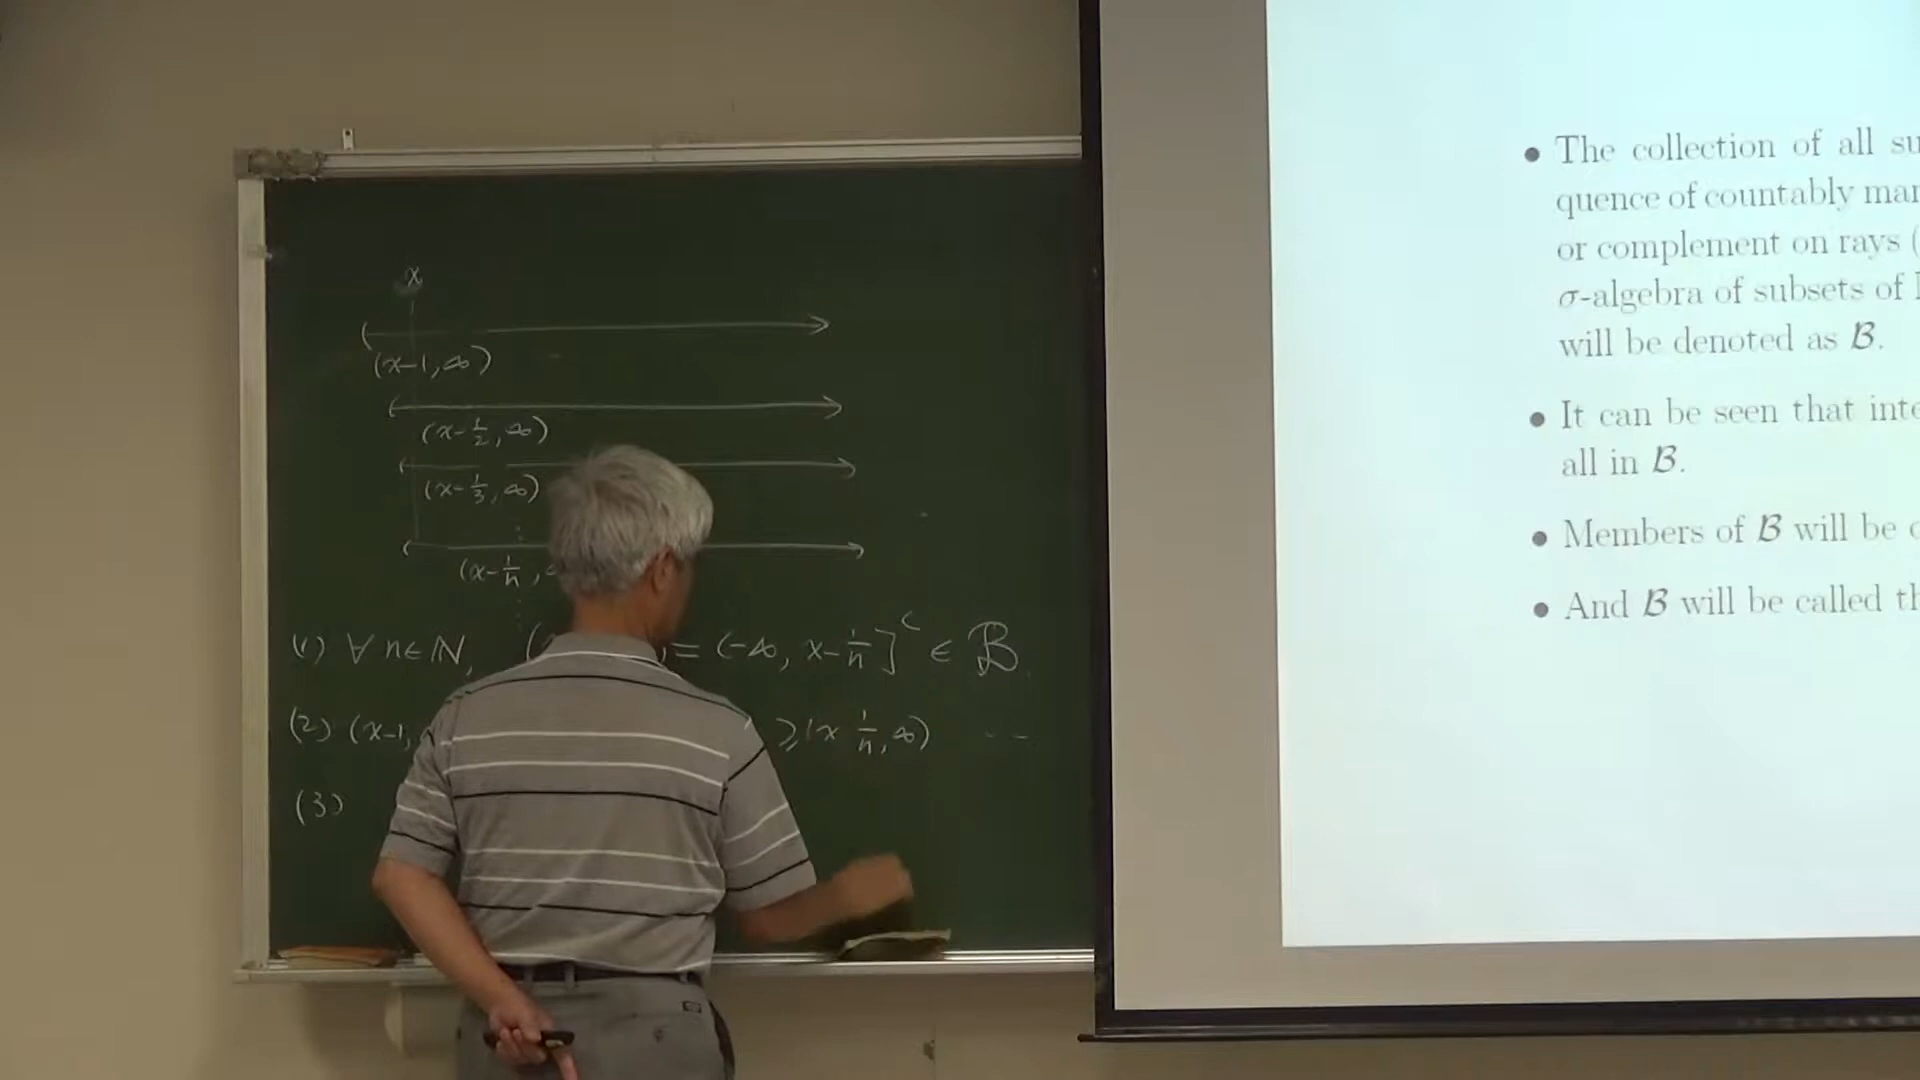 x
(x-1, ∞)
(x-1/2, ∞)
(x-1/3, ∞)
⋮
(x-1/n,
⋮
(1) ∀ n∈ℕ, ( ) = (-∞, x-1/n]ᶜ ∈ ℬ.
(2) (x-1, ⩾(x 1/n, ∞) ---
(3)
• The collection of all su
quence of countably mar
or complement on rays (
σ-algebra of subsets of
will be denoted as ℬ.
• It can be seen that inte
all in ℬ.
• Members of ℬ will be c
• And ℬ will be called th